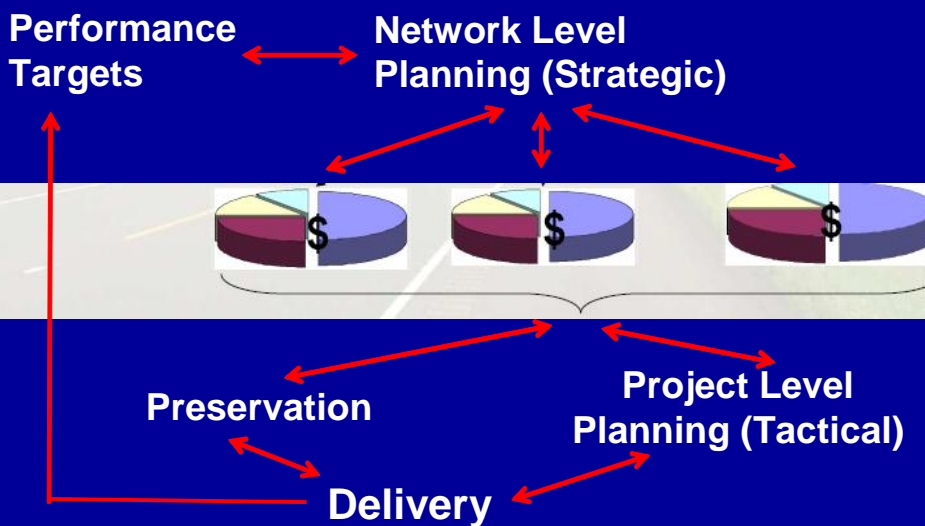 Performance
Targets
Network Level
Planning (Strategic)
$
$
$
Preservation
Project Level
Planning (Tactical)
Delivery